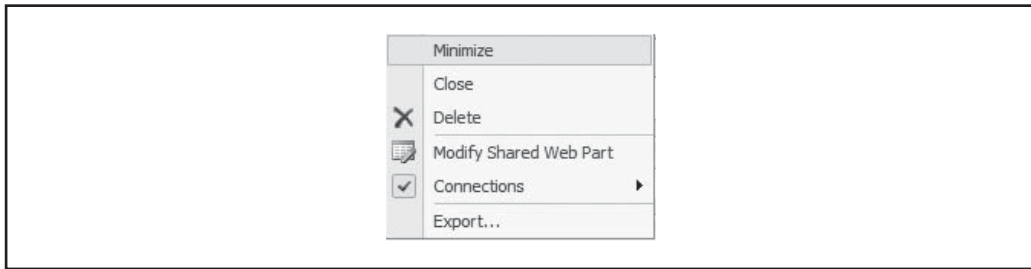 Minimize
Close
Delete
Modify Shared Web Part
Connections
Export...